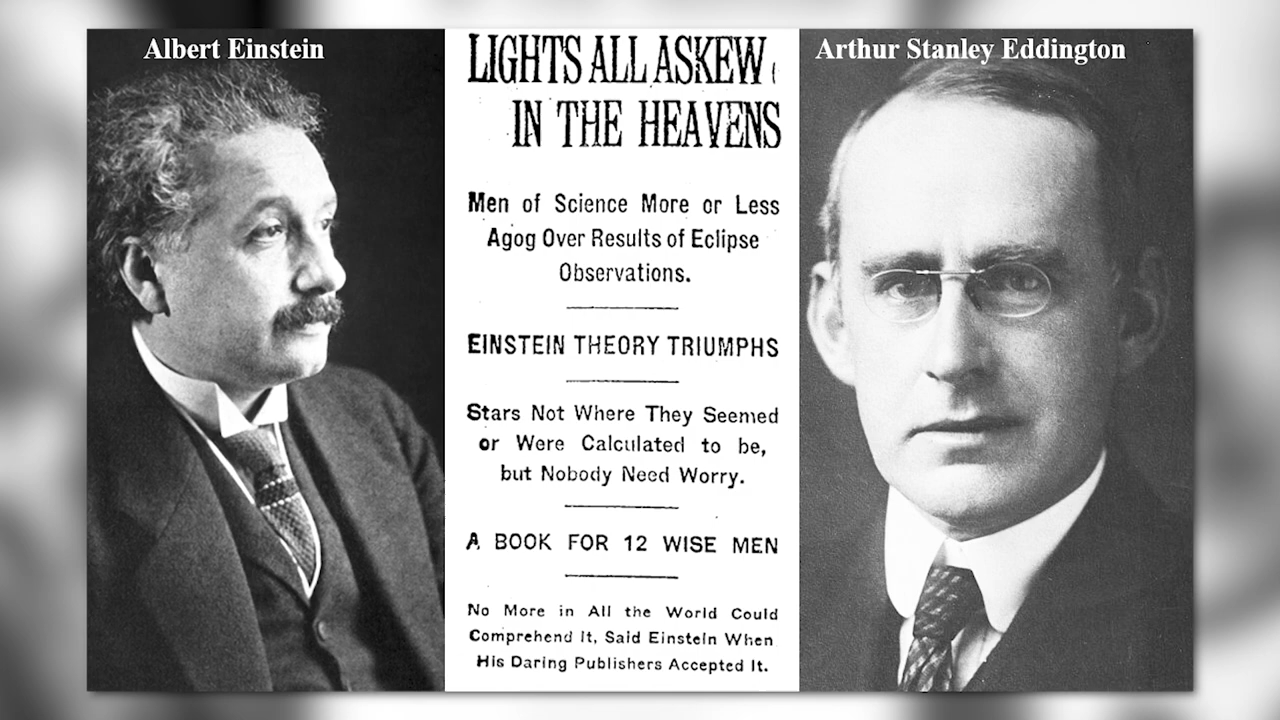 Albert Einstein
LIGHTS ALL ASKEW
IN THE HEAVENS
Men of Science More or Less
Agog Over Results of Eclipse
Observations.
EINSTEIN THEORY TRIUMPHS
Stars Not Where They Seemed
or Were Calculated to be,
but Nobody Need Worry.
A BOOK FOR 12 WISE MEN
No More in All the World Could
Comprehend It, Said Einstein When
His Daring Publishers Accepted It.
Arthur Stanley Eddington